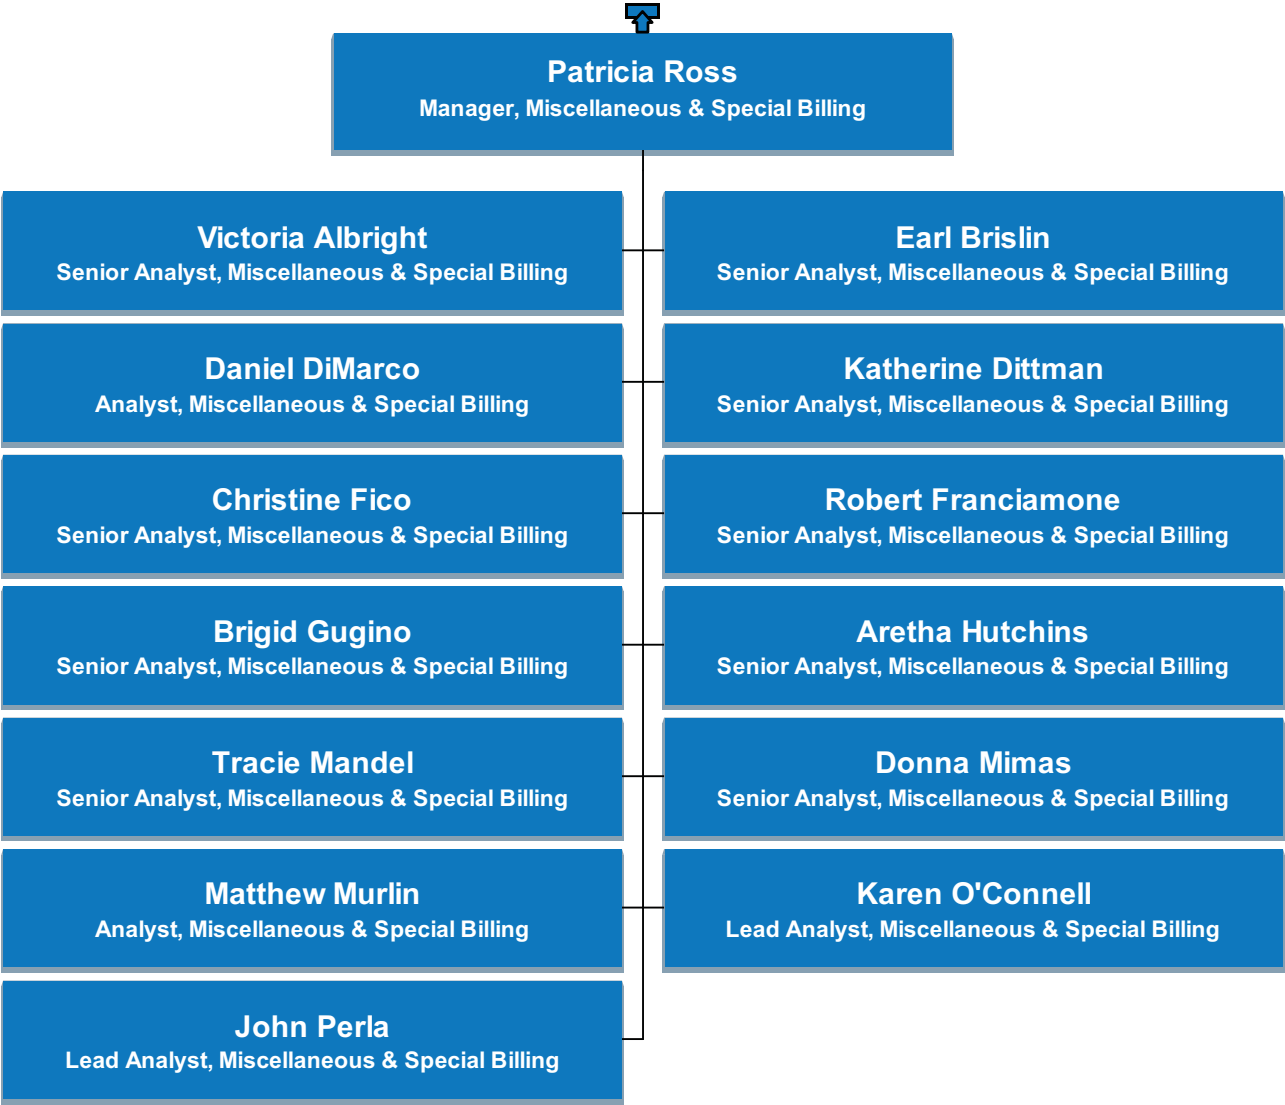 Patricia Ross
Manager, Miscellaneous & Special Billing
Victoria Albright
Senior Analyst, Miscellaneous & Special Billing
Earl Brislin
Senior Analyst, Miscellaneous & Special Billing
Daniel DiMarco
Analyst, Miscellaneous & Special Billing
Katherine Dittman
Senior Analyst, Miscellaneous & Special Billing
Christine Fico
Senior Analyst, Miscellaneous & Special Billing
Robert Franciamone
Senior Analyst, Miscellaneous & Special Billing
Brigid Gugino
Senior Analyst, Miscellaneous & Special Billing
Aretha Hutchins
Senior Analyst, Miscellaneous & Special Billing
Tracie Mandel
Senior Analyst, Miscellaneous & Special Billing
Donna Mimas
Senior Analyst, Miscellaneous & Special Billing
Matthew Murlin
Analyst, Miscellaneous & Special Billing
Karen O'Connell
Lead Analyst, Miscellaneous & Special Billing
John Perla
Lead Analyst, Miscellaneous & Special Billing